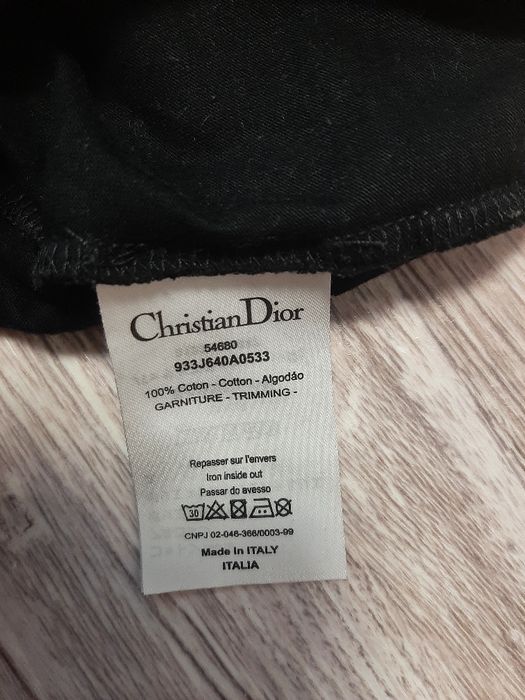 Christian Dior
54680
933J640A0533
100% Coton - Cotton - Algodão
GARNITURE - TRIMMING -
Repasser sur l'envers
Iron inside out
Passar do avesso
30
CNPJ 02-046-366/0003-99
Made In ITALY
ITALIA